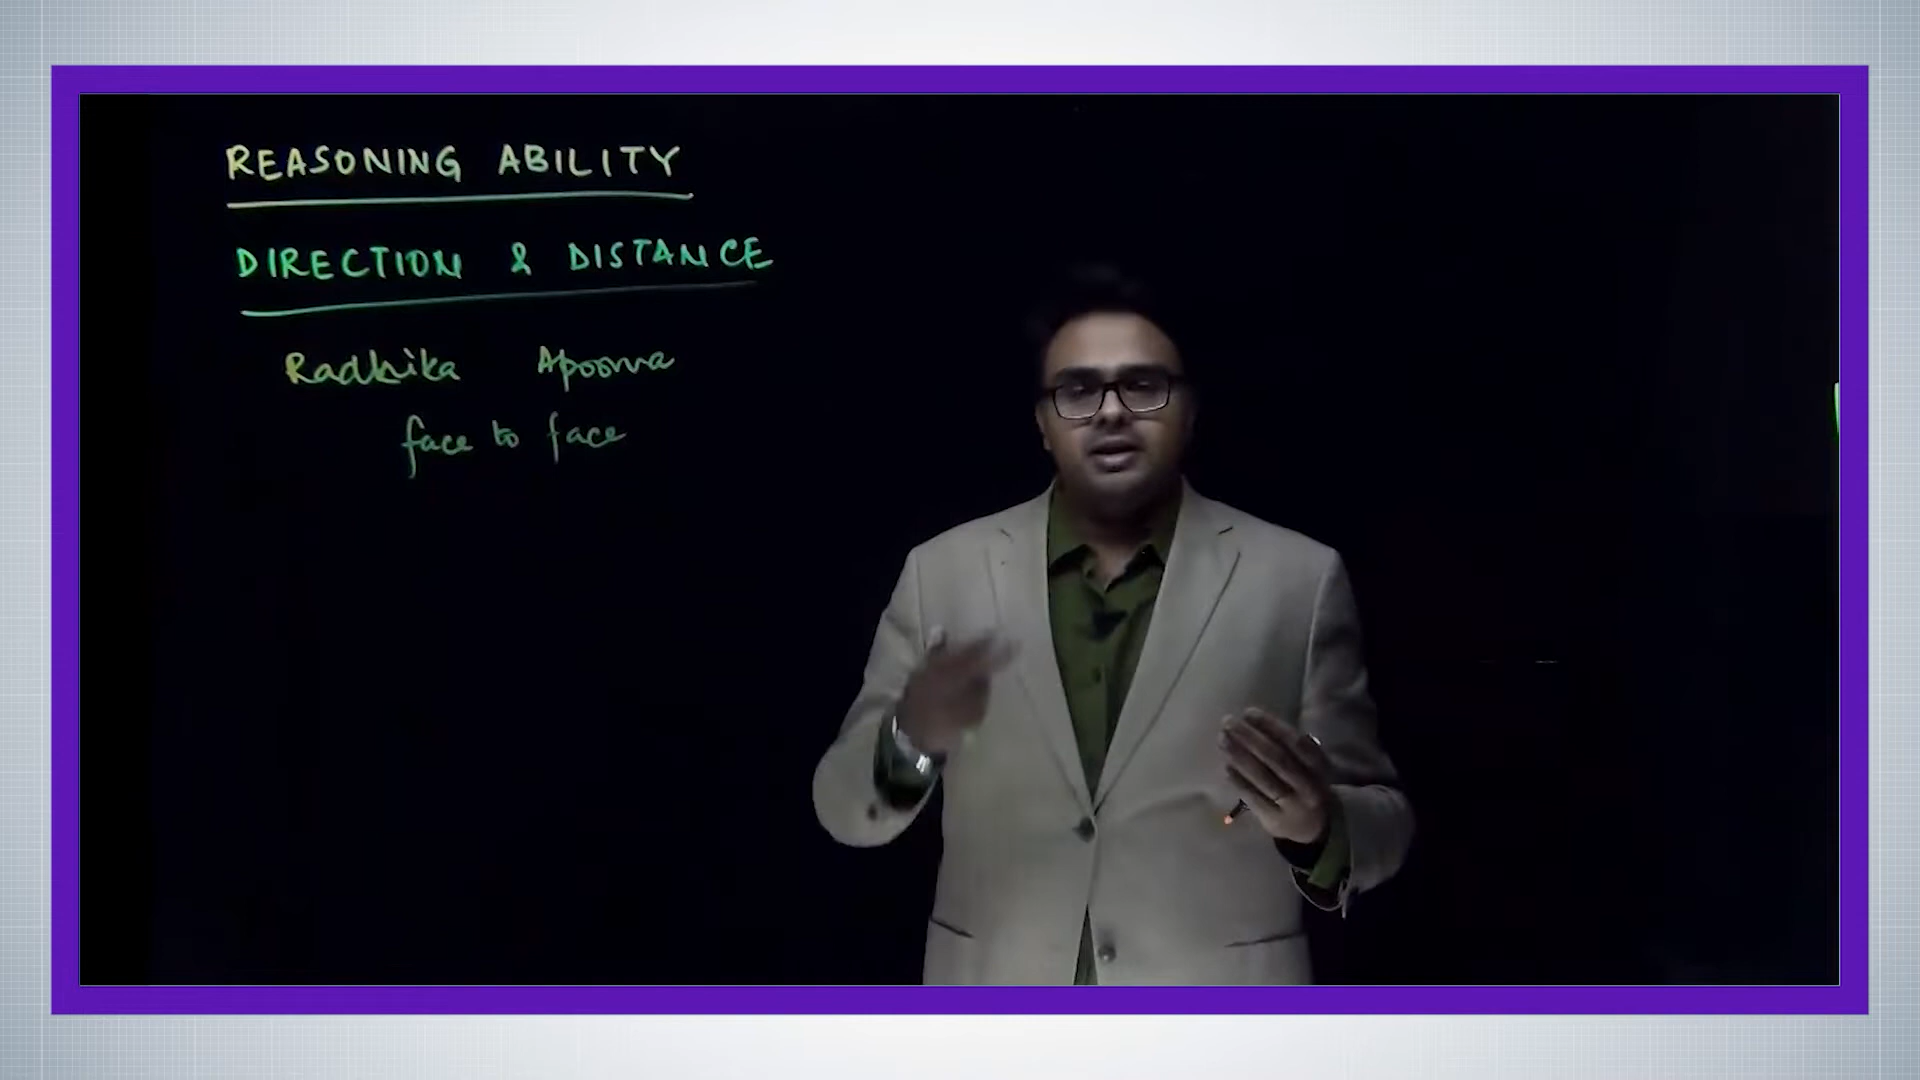 REASONING ABILITY
DIRECTION & DISTANCE
Radhika Apoorva
face to face